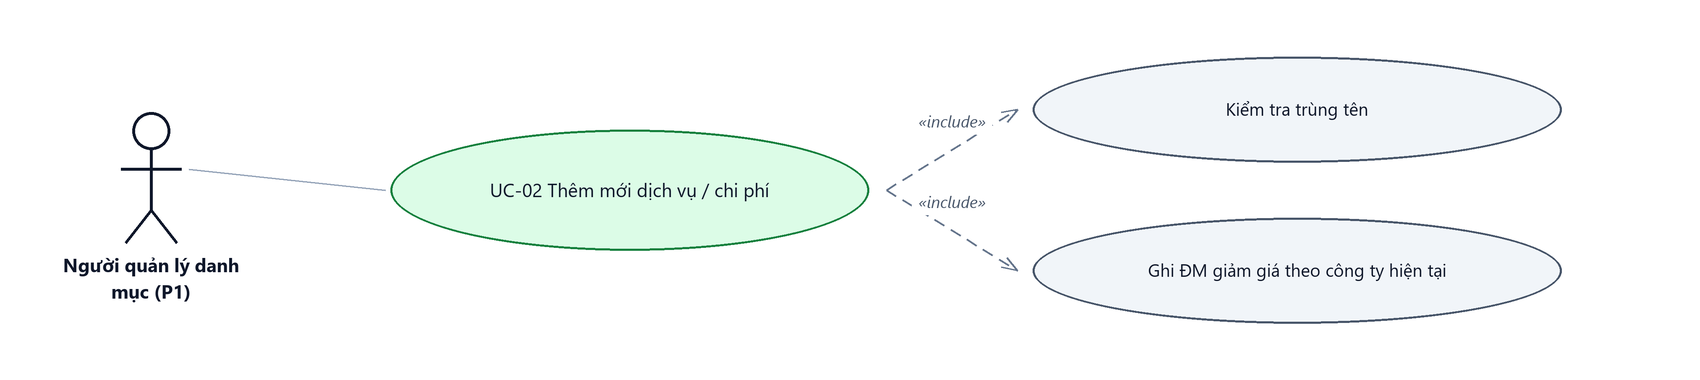 Người quản lý danh
mục (P1)
UC-02 Thêm mới dịch vụ / chi phí
«include»
«include»
Kiểm tra trùng tên
Ghi ĐM giảm giá theo công ty hiện tại